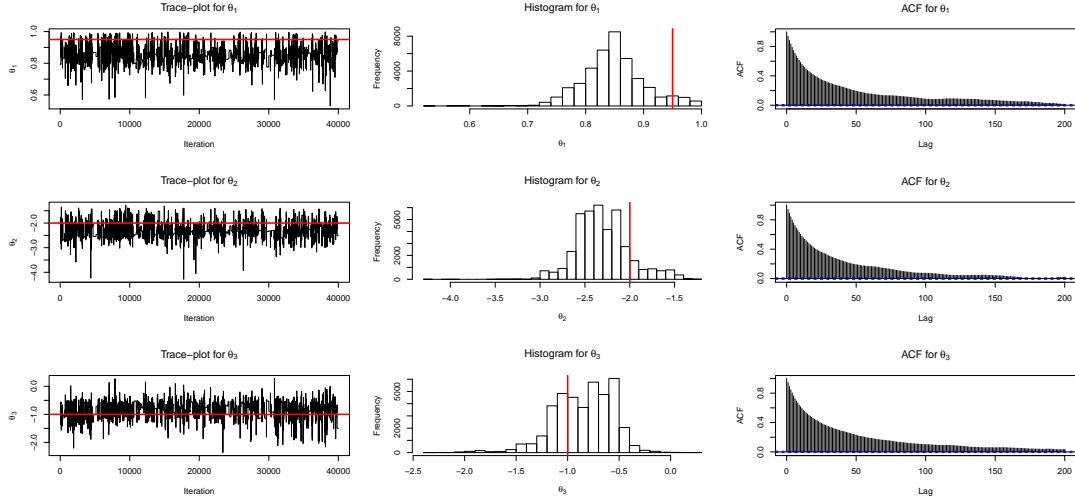 Trace−plot for θ1
Histogram for θ1
ACF for θ1
θ1
0.6 0.8 1.0
0 10000 20000 30000 40000
Iteration
Frequency
0 4000 8000
0.6 0.7 0.8 0.9 1.0
θ1
ACF
0.0 0.4 0.8
0 50 100 150 200
Lag
Trace−plot for θ2
Histogram for θ2
ACF for θ2
θ2
−4.0 −3.0 −2.0
0 10000 20000 30000 40000
Iteration
Frequency
0 2000 5000
−4.0 −3.5 −3.0 −2.5 −2.0 −1.5
θ2
ACF
0.0 0.4 0.8
0 50 100 150 200
Lag
Trace−plot for θ3
Histogram for θ3
ACF for θ3
θ3
−2.0 −1.0 0.0
0 10000 20000 30000 40000
Iteration
Frequency
0 2000 5000
−2.5 −2.0 −1.5 −1.0 −0.5 0.0
θ3
ACF
0.0 0.4 0.8
0 50 100 150 200
Lag